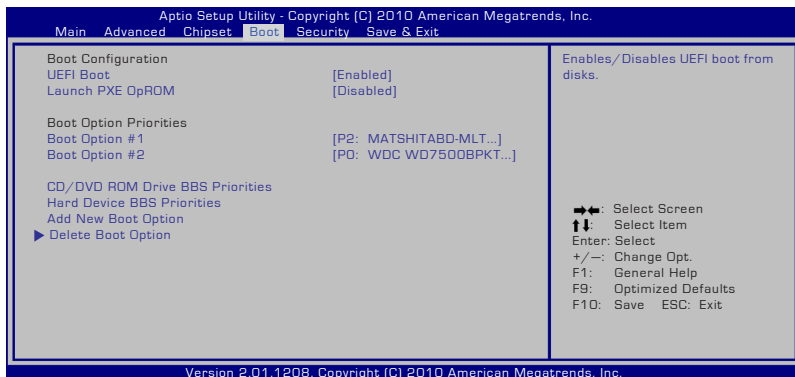 Aptio Setup Utility - Copyright (C) 2010 American Megatrends, Inc.
Main Advanced Chipset Boot Security Save & Exit
Boot Configuration
UEFI Boot [Enabled]
Launch PXE OpROM [Disabled]
Boot Option Priorities
Boot Option #1 [P2: MATSHITABD-MLT...]
Boot Option #2 [P0: WDC WD7500BPKT...]
CD/DVD ROM Drive BBS Priorities
Hard Device BBS Priorities
Add New Boot Option
Delete Boot Option
Enables/Disables UEFI boot from
disks.
: Select Screen
: Select Item
Enter: Select
+/—: Change Opt.
F1: General Help
F9: Optimized Defaults
F10: Save ESC: Exit
Version 2.01.1208. Copyright (C) 2010 American Megatrends, Inc.